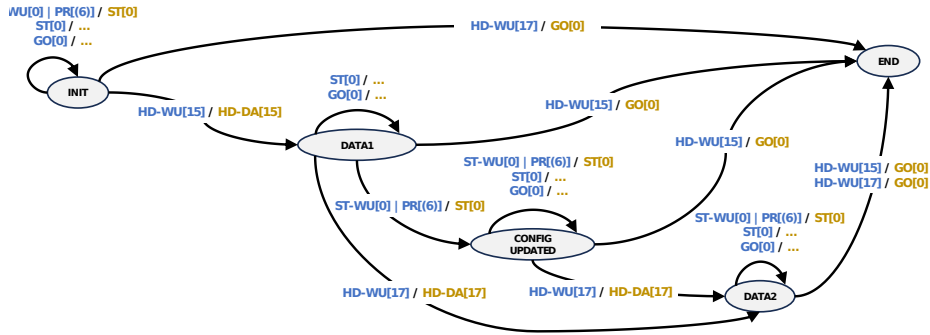 WU[0] | PR[(6)] / ST[0]
ST[0] / ...
GO[0] / ...
INIT
HD-WU[17] / GO[0]
END
HD-WU[15] / HD-DA[15]
ST[0] / ...
GO[0] / ...
DATA1
HD-WU[15] / GO[0]
HD-WU[15] / GO[0]
ST-WU[0] | PR[(6)] / ST[0]
ST[0] / ...
GO[0] / ...
ST-WU[0] | PR[(6)] / ST[0]
CONFIG
UPDATED
HD-WU[15] / GO[0]
HD-WU[17] / GO[0]
ST-WU[0] | PR[(6)] / ST[0]
ST[0] / ...
GO[0] / ...
HD-WU[17] / HD-DA[17]
HD-WU[17] / HD-DA[17]
DATA2